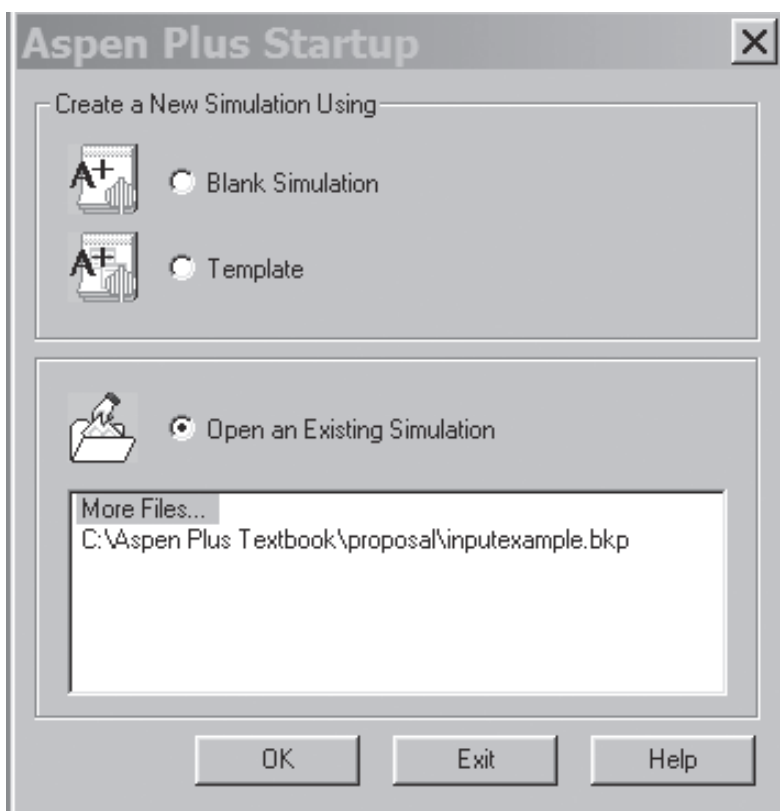 Aspen Plus Startup
Create a New Simulation Using
A+
Blank Simulation
A+
Template
Open an Existing Simulation
More Files...
C:\Aspen Plus Textbook\proposal\inputexample.bkp
OK
Exit
Help